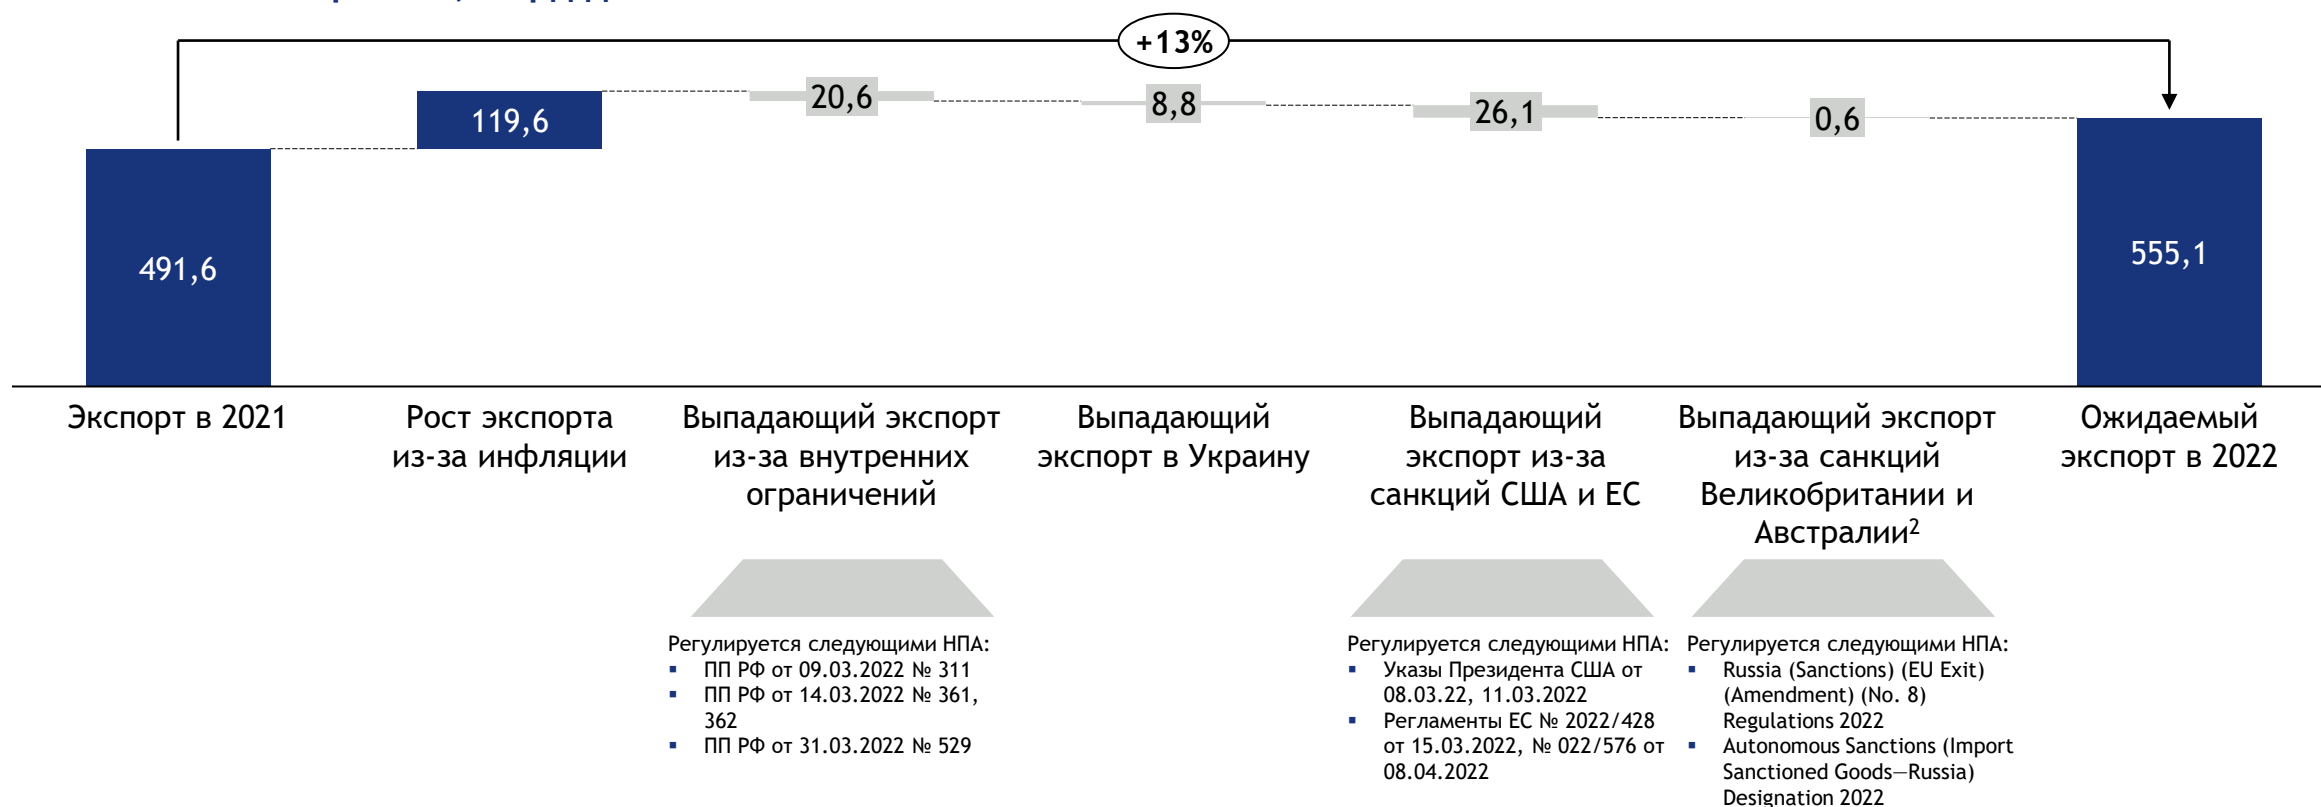 +13%
20,6
8,8
26,1
0,6
119,6
491,6
555,1
Экспорт в 2021
Рост экспорта
из-за инфляции
Выпадающий экспорт
из-за внутренних
ограничений
Выпадающий
экспорт в Украину
Выпадающий
экспорт из-за
санкций США и ЕС
Выпадающий экспорт
из-за санкций
Великобритании и
Австралии²
Ожидаемый
экспорт в 2022
Регулируется следующими НПА:
▪ ПП РФ от 09.03.2022 № 311
▪ ПП РФ от 14.03.2022 № 361,
362
▪ ПП РФ от 31.03.2022 № 529
Регулируется следующими НПА:
▪ Указы Президента США от
08.03.22, 11.03.2022
▪ Регламенты ЕС № 2022/428
от 15.03.2022, № 022/576 от
08.04.2022
Регулируется следующими НПА:
▪ Russia (Sanctions) (EU Exit)
(Amendment) (No. 8)
Regulations 2022
▪ Autonomous Sanctions (Import
Sanctioned Goods—Russia)
Designation 2022